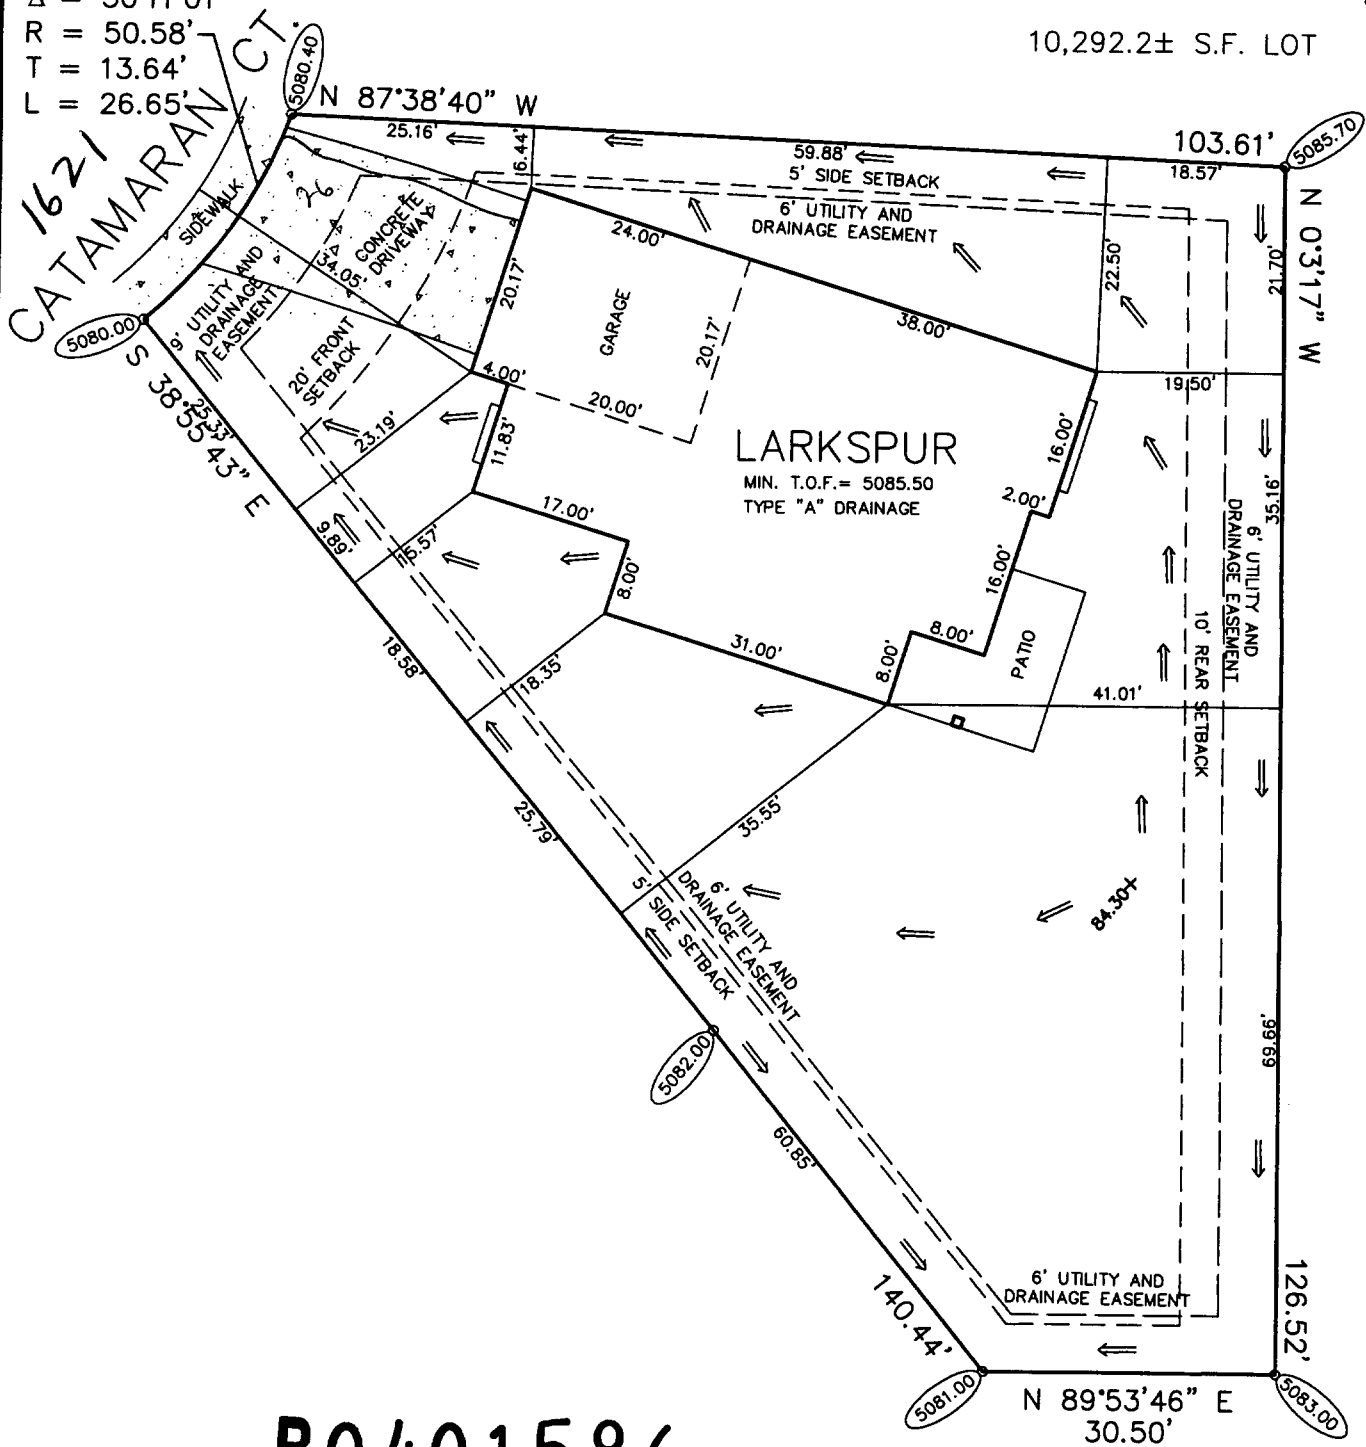 R = 50.58'
T = 13.64'
L = 26.65'
10,292.2± S.F. LOT
1621
CATAMARAN CT.
5080.40
N 87°38'40" W
103.61'
5085.70
25.16'
59.88'
18.57'
6.44'
5' SIDE SETBACK
6' UTILITY AND
DRAINAGE EASEMENT
N 0°3'17" W
21.70'
22.50'
SIDEWALK
26
CONCRETE
DRIVEWAY
34.05'
20.17'
24.00'
GARAGE
20.17'
38.00'
19.50'
5080.00
9' UTILITY AND
DRAINAGE
EASEMENT
20' FRONT
SETBACK
4.00'
20.00'
S 38°55'43" E
25.33'
23.19'
11.83'
LARKSPUR
MIN. T.O.F.= 5085.50
TYPE "A" DRAINAGE
16.00'
2.00'
35.16'
6' UTILITY AND
DRAINAGE EASEMENT
9.89'
15.57'
17.00'
8.00'
16.00'
8.00'
PATIO
10' REAR SETBACK
18.58'
18.35'
31.00'
8.00'
41.01'
25.79'
35.55'
84.30+
5' SIDE SETBACK
6' UTILITY AND
DRAINAGE EASEMENT
69.66'
5082.00
60.85'
140.44'
6' UTILITY AND
DRAINAGE EASEMENT
126.52'
5081.00
N 89°53'46" E
30.50'
5083.00